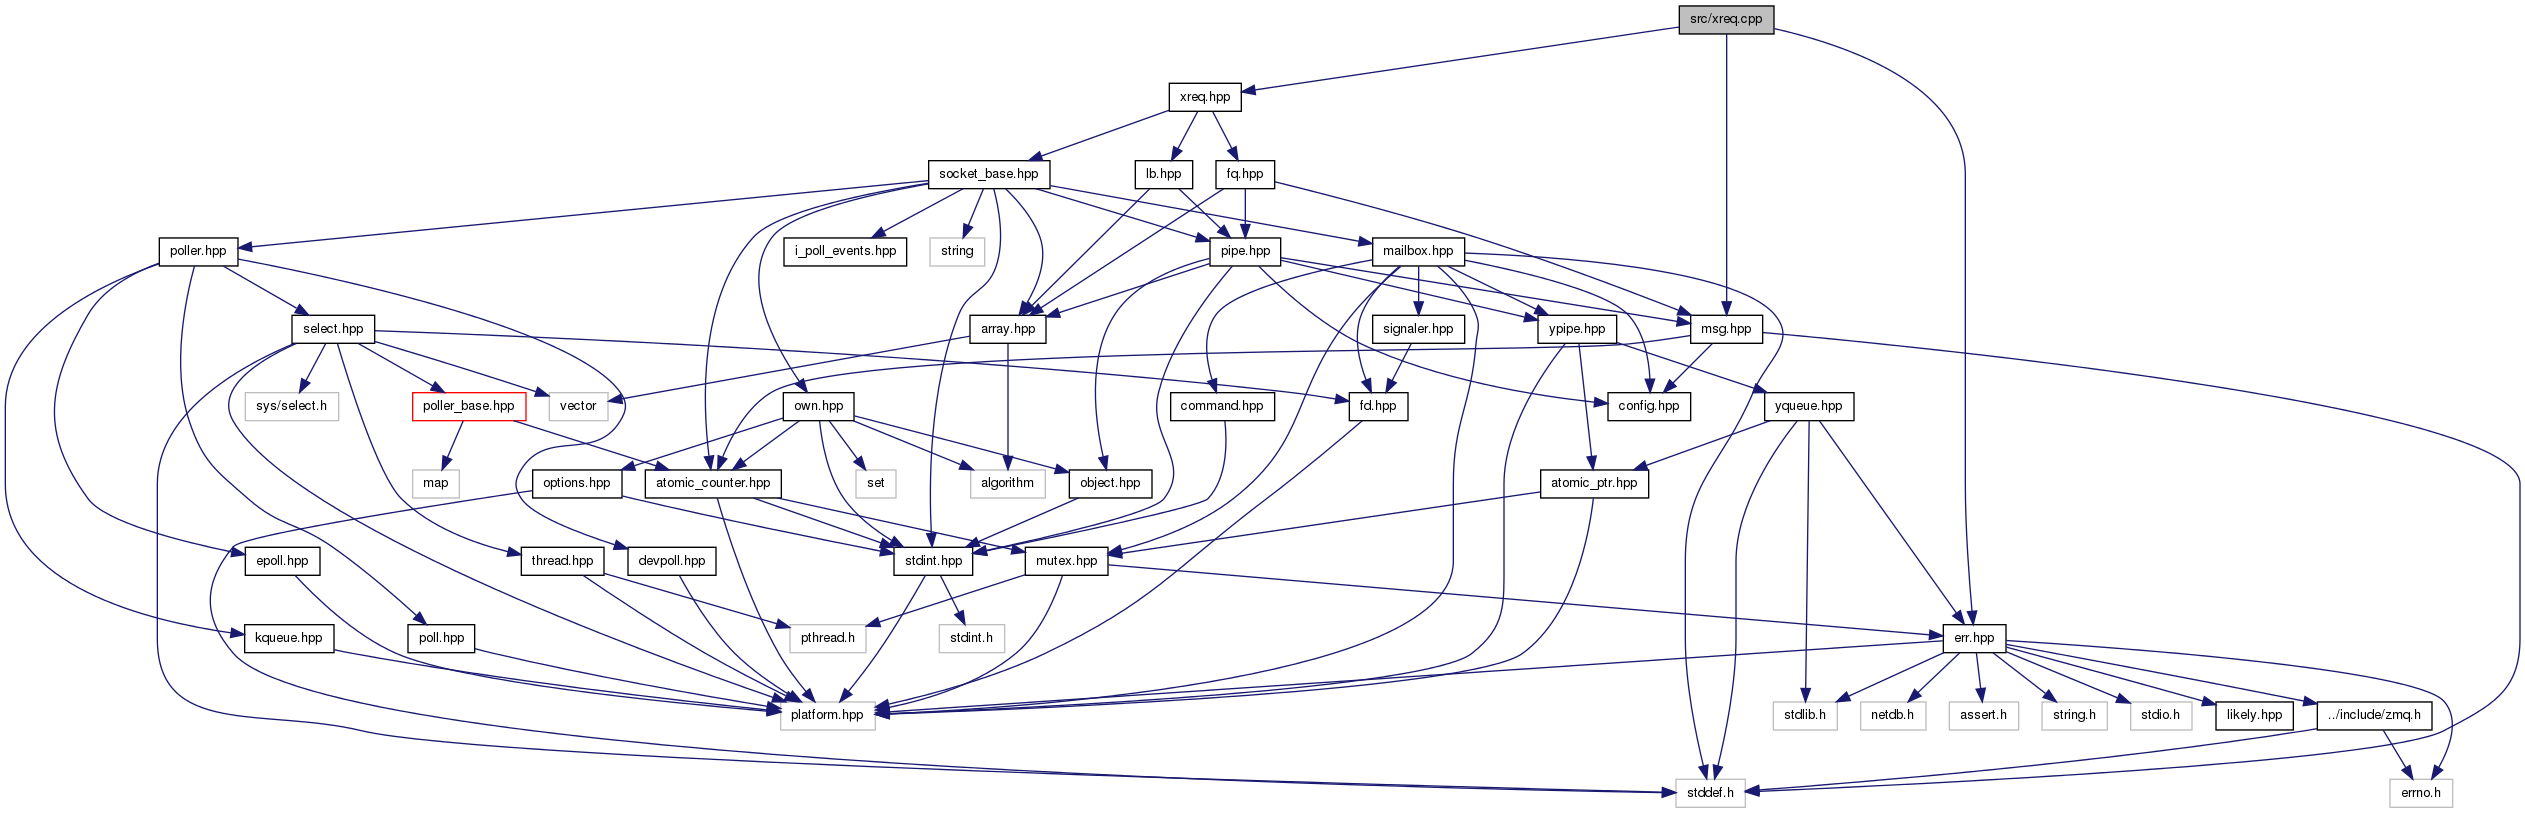 src/xreq.cpp
xreq.hpp
socket_base.hpp
lb.hpp
fq.hpp
poller.hpp
i_poll_events.hpp
string
pipe.hpp
mailbox.hpp
select.hpp
array.hpp
signaler.hpp
ypipe.hpp
msg.hpp
sys/select.h
poller_base.hpp
vector
own.hpp
command.hpp
fd.hpp
config.hpp
yqueue.hpp
map
options.hpp
atomic_counter.hpp
set
algorithm
object.hpp
atomic_ptr.hpp
epoll.hpp
thread.hpp
devpoll.hpp
stdint.hpp
mutex.hpp
kqueue.hpp
poll.hpp
pthread.h
stdint.h
err.hpp
platform.hpp
stdlib.h
netdb.h
assert.h
string.h
stdio.h
likely.hpp
../include/zmq.h
stddef.h
errno.h